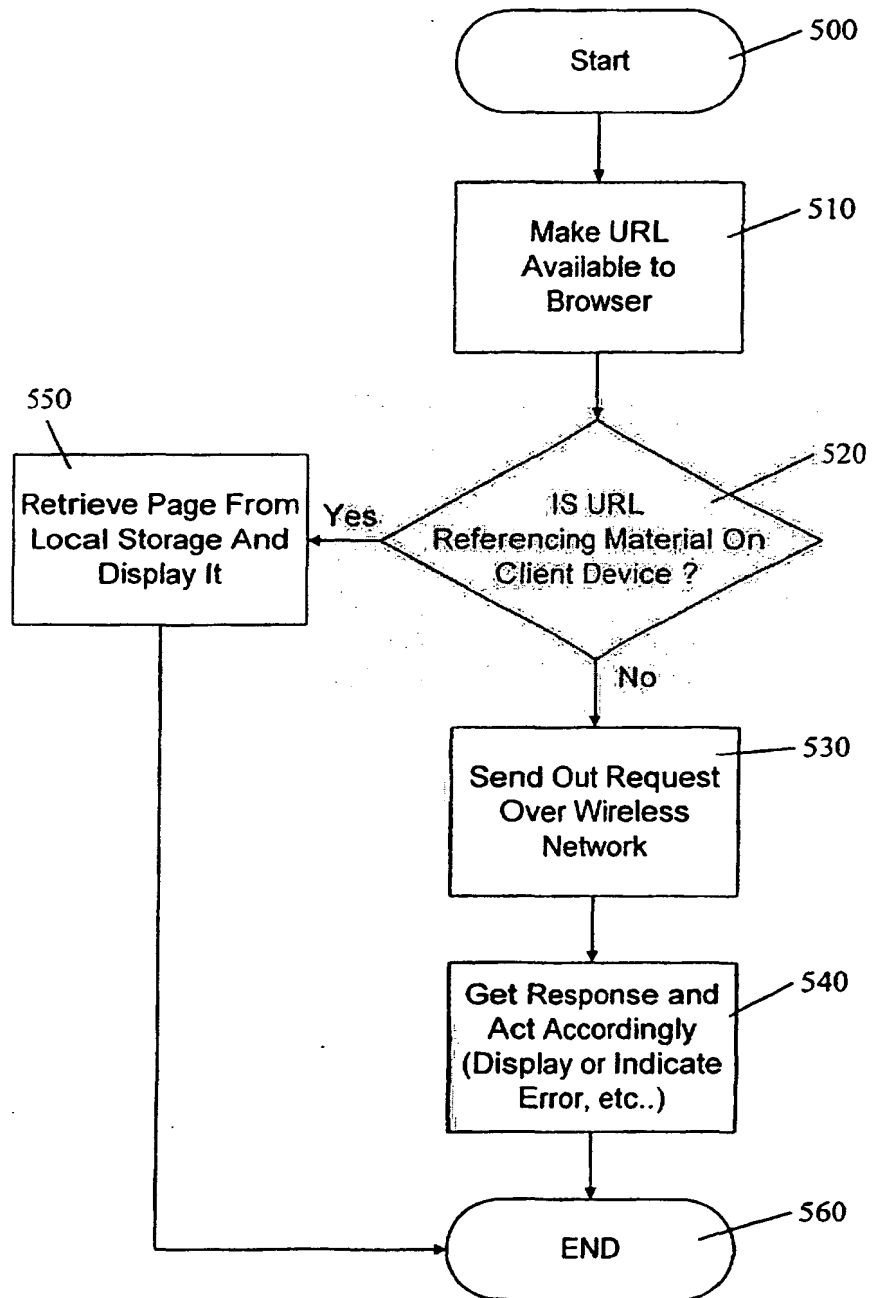 500
Start
510
Make URL
Available to
Browser
550
520
Retrieve Page From
Local Storage And
Display It
Yes
IS URL
Referencing Material On
Client Device ?
No
530
Send Out Request
Over Wireless
Network
540
Get Response and
Act Accordingly
(Display or Indicate
Error, etc..)
560
END